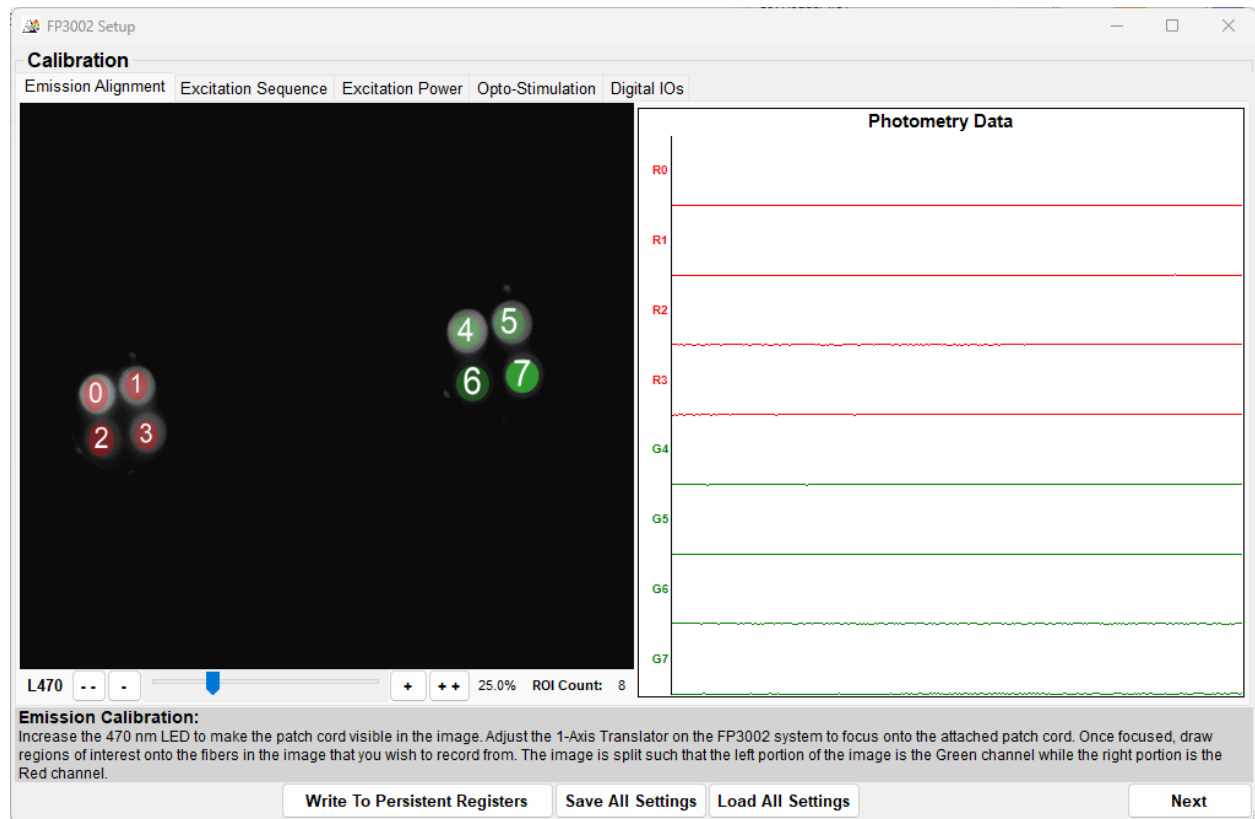 FP3002 Setup
Calibration
Emission Alignment Excitation Sequence Excitation Power Opto-Stimulation Digital IOs
Photometry Data
R0
R1
R2
R3
G4
G5
G6
G7
4 5
6 7
0 1
2 3
L470 -- - + ++ 25.0% ROI Count: 8
Emission Calibration:
Increase the 470 nm LED to make the patch cord visible in the image. Adjust the 1-Axis Translator on the FP3002 system to focus onto the attached patch cord. Once focused, draw
regions of interest onto the fibers in the image that you wish to record from. The image is split such that the left portion of the image is the Green channel while the right portion is the
Red channel.
Write To Persistent Registers Save All Settings Load All Settings Next